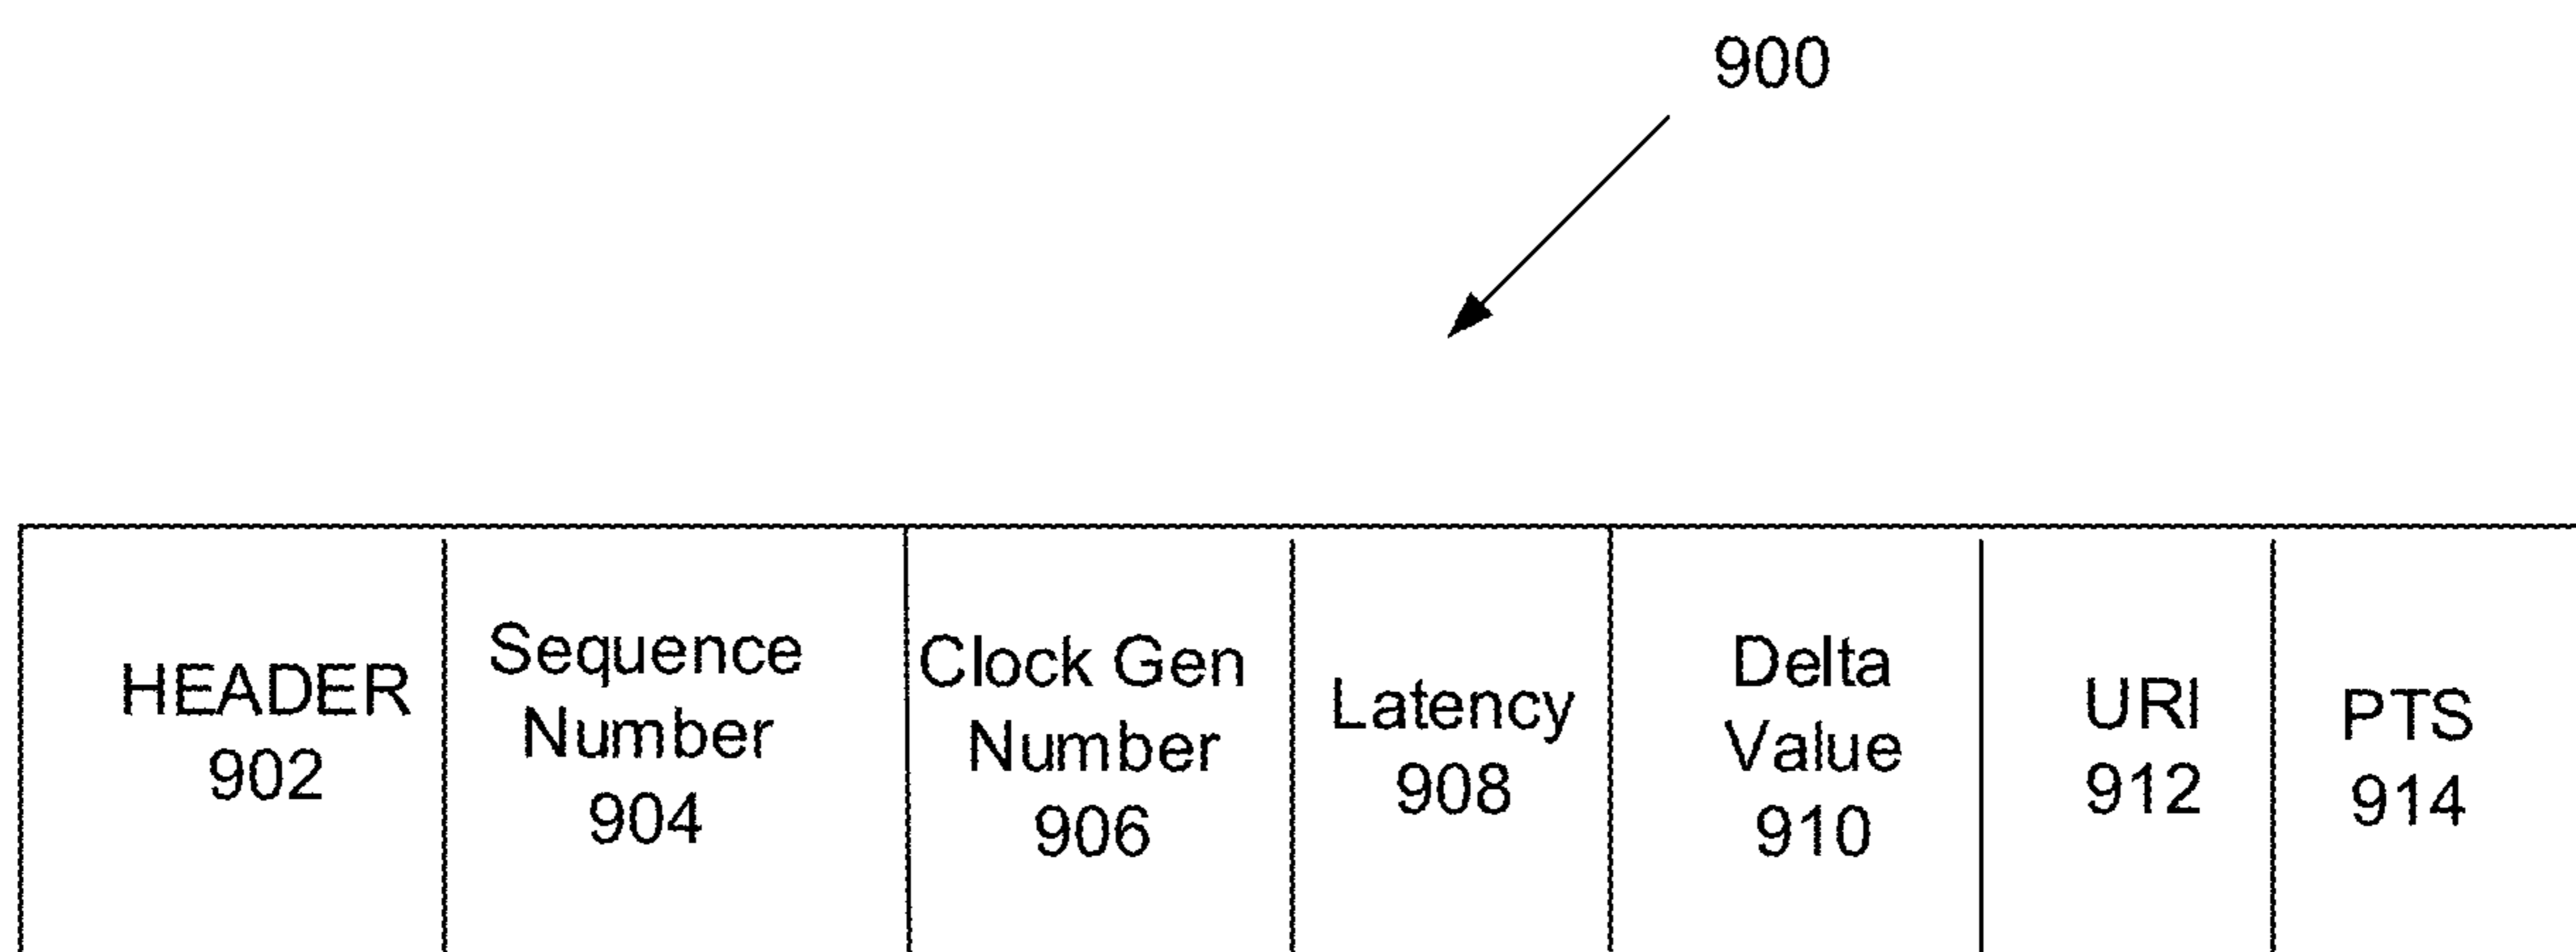 900
HEADER
902
Sequence
Number
904
Clock Gen
Number
906
Latency
908
Delta
Value
910
URI
912
PTS
914